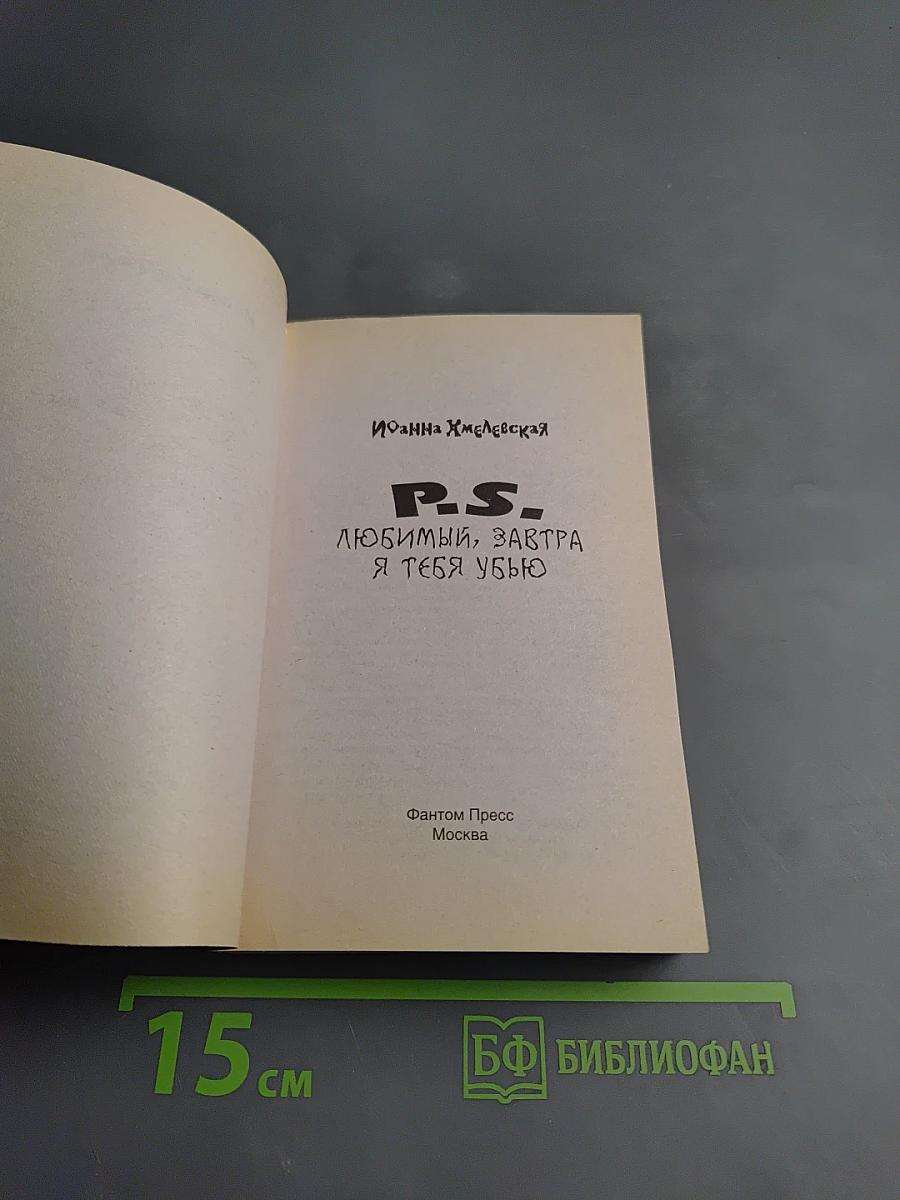 Иоанна Хмелевская
P.S.
ЛЮБИМЫЙ, ЗАВТРА
Я ТЕБЯ УБЬЮ
Фантом Пресс
Москва
15 см
БФ БИБЛИОФАН